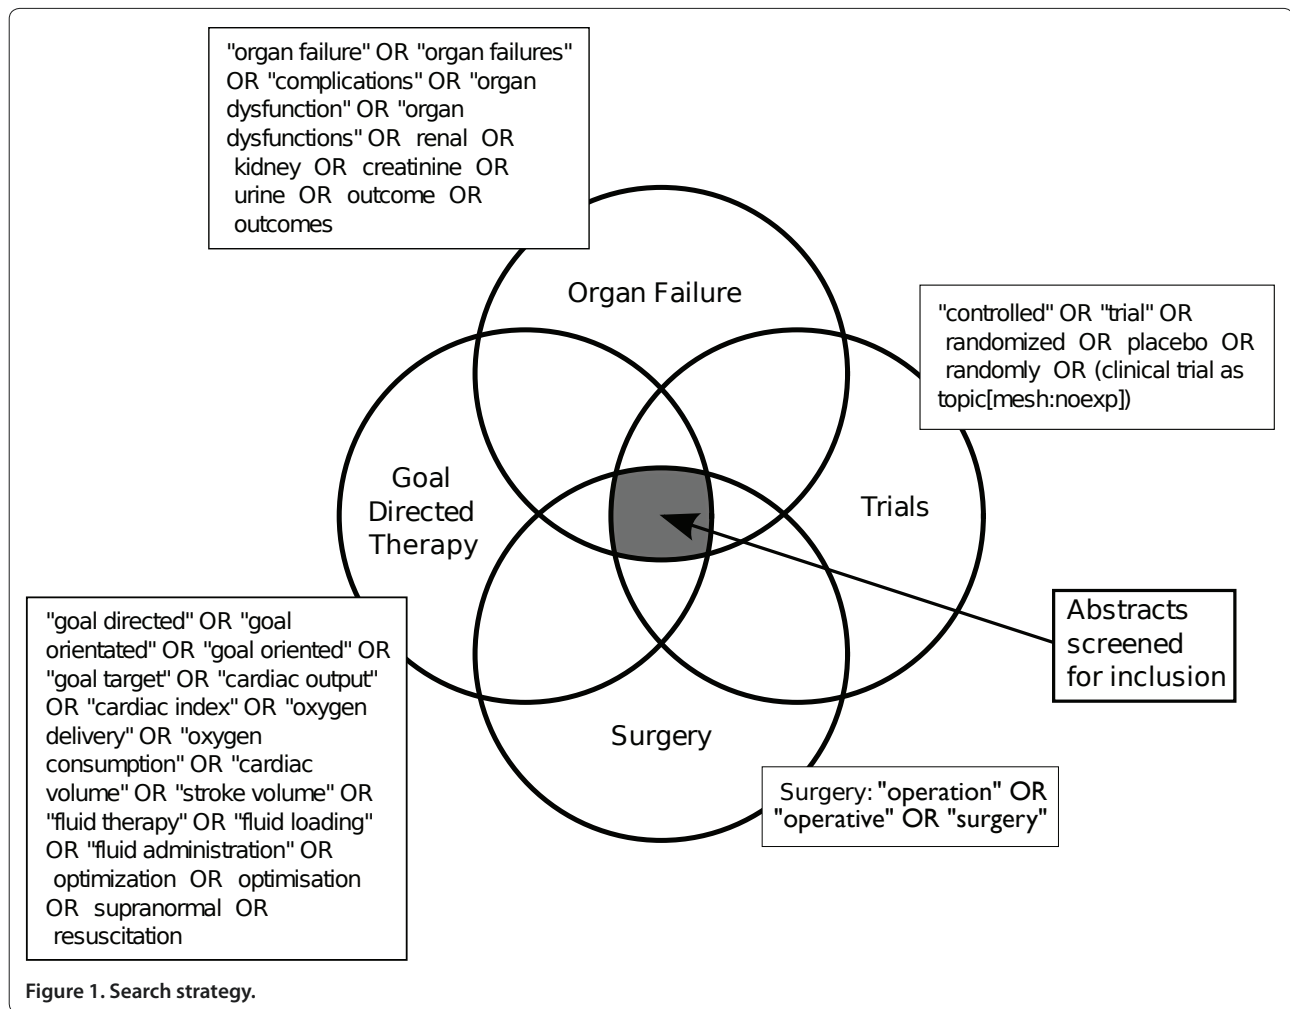 "organ failure" OR "organ failures"
OR "complications" OR "organ
dysfunction" OR "organ
dysfunctions" OR renal OR
kidney OR creatinine OR
urine OR outcome OR
outcomes
Organ Failure
"controlled" OR "trial" OR
randomized OR placebo OR
randomly OR (clinical trial as
topic[mesh:noexp])
Goal
Directed
Therapy
Trials
"goal directed" OR "goal
orientated" OR "goal oriented" OR
"goal target" OR "cardiac output"
OR "cardiac index" OR "oxygen
delivery" OR "oxygen
consumption" OR "cardiac
volume" OR "stroke volume" OR
"fluid therapy" OR "fluid loading"
OR "fluid administration" OR
optimization OR optimisation
OR supranormal OR
resuscitation
Abstracts
screened
for inclusion
Surgery
Surgery: "operation" OR
"operative" OR "surgery"
Figure 1. Search strategy.